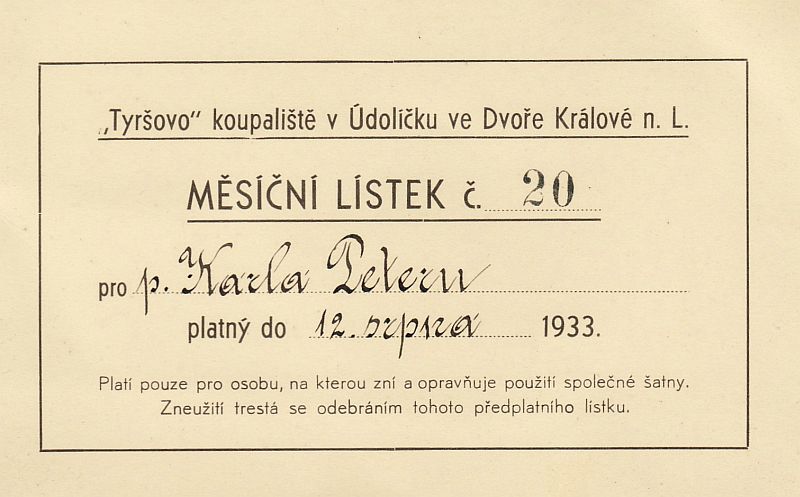 „Tyršovo" koupaliště v Údolíčku ve Dvoře Králové n. L.
MĚSÍČNÍ LÍSTEK č. 20
pro p. Karla Peteru
platný do 12. srpna 1933.
Platí pouze pro osobu, na kterou zní a opravňuje použití společné šatny.
Zneužití trestá se odebráním tohoto předplatního lístku.